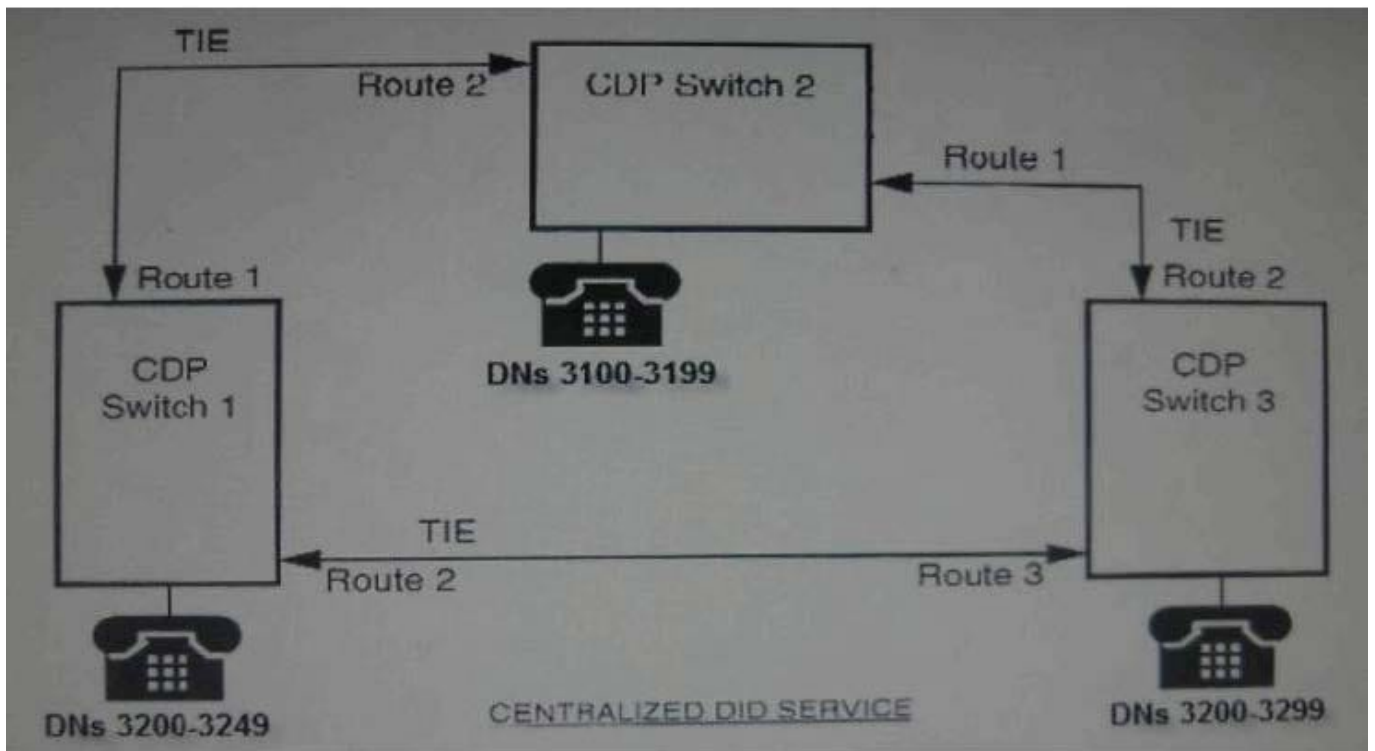 TIE
Route 2
CDP Switch 2
Route 1
TIE
Route 2
Route 1
DNs 3100-3199
CDP
Switch 1
CDP
Switch 3
TIE
Route 2
Route 3
DNs 3200-3249
CENTRALIZED DID SERVICE
DNs 3200-3299